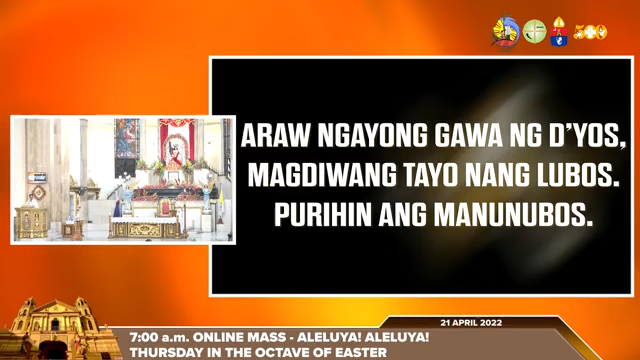 500
ARAW NGAYONG GAWA NG D'YOS,
MAGDIWANG TAYO NANG LUBOS.
PURIHIN ANG MANUNUBOS.
21 APRIL 2022
7:00 a.m. ONLINE MASS - ALELUYA! ALELUYA!
THURSDAY IN THE OCTAVE OF EASTER